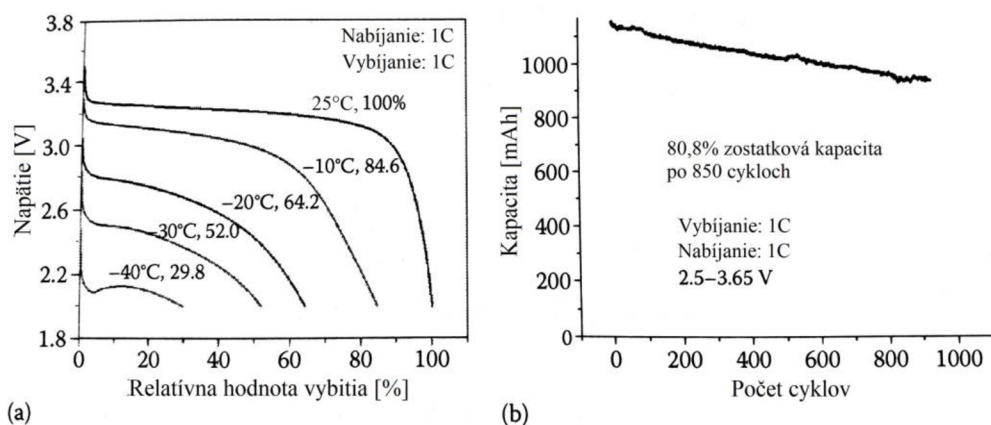 3.8
3.4
3.0
2.6
2.2
1.8
Napätie [V]
Nabíjanie: 1C
Vybíjanie: 1C
25°C, 100%
−10°C, 84.6
−20°C, 64.2
−30°C, 52.0
−40°C, 29.8
0 20 40 60 80 100
Relatívna hodnota vybitia [%]
(a)
1000
800
600
400
200
0
Kapacita [mAh]
80,8% zostatková kapacita
po 850 cykloch
Vybíjanie: 1C
Nabíjanie: 1C
2.5–3.65 V
0 200 400 600 800 1000
Počet cyklov
(b)